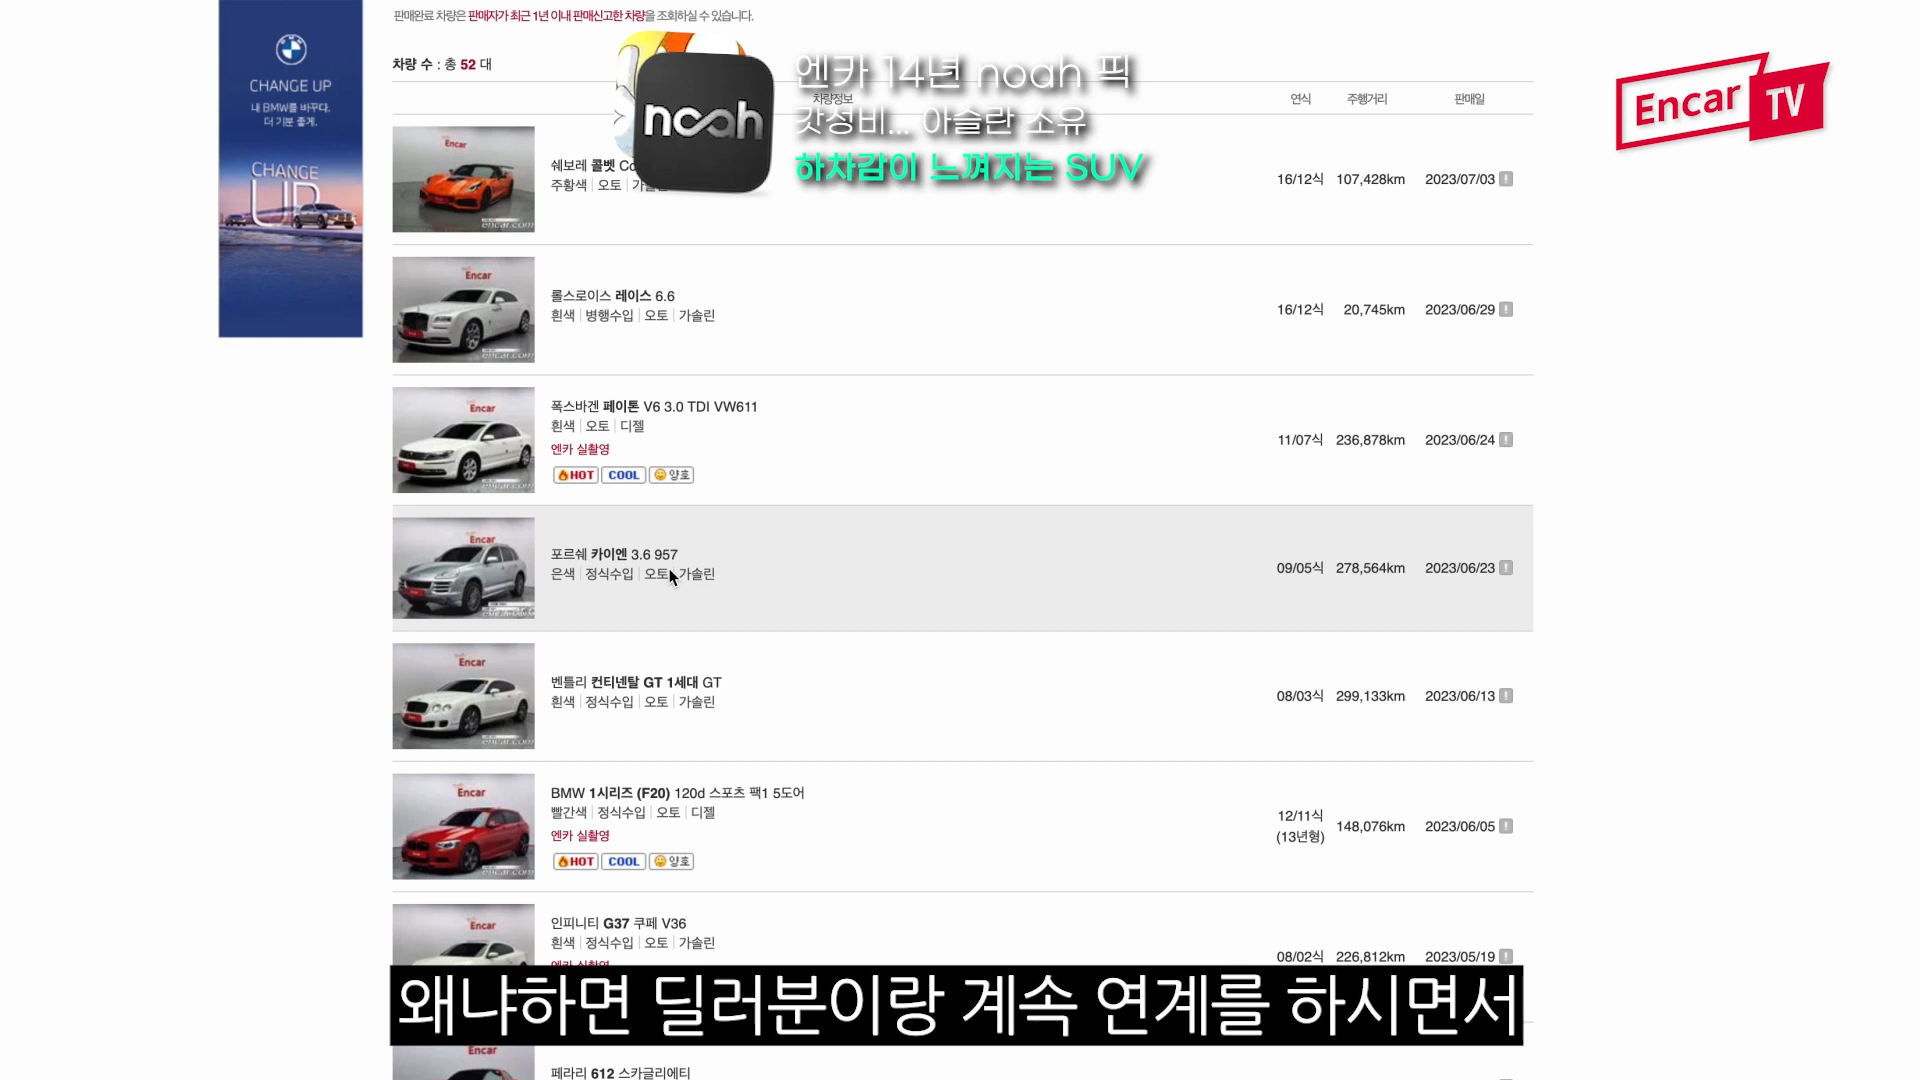 판매완료 차량은 판매자가 최근 1년 이내 판매신고한 차량을 조회하실 수 있습니다.
차량 수 : 총 52 대
CHANGE UP
내 BMW를 바꾸다.
더 기분 좋게.
CHANGE
UP
noah
엔카 14년 noah 픽
갓성비... 아슬란 소유
하차감이 느껴지는 SUV
Encar TV
차량정보 연식 주행거리 판매일
Encar
encar.com
쉐보레 콜벳
주황색 오토
16/12식 107,428km 2023/07/03
Encar
encar.com
롤스로이스 레이스 6.6
흰색 병행수입 오토 가솔린
16/12식 20,745km 2023/06/29
Encar
encar.com
폭스바겐 페이톤 V6 3.0 TDI VW611
흰색 오토 디젤
엔카 실촬영
HOT COOL 양호
11/07식 236,878km 2023/06/24
Encar
포르쉐 카이엔 3.6 957
은색 정식수입 오토 가솔린
09/05식 278,564km 2023/06/23
Encar
encar.com
벤틀리 컨티넨탈 GT 1세대 GT
흰색 정식수입 오토 가솔린
08/03식 299,133km 2023/06/13
Encar
encar.com
BMW 1시리즈 (F20) 120d 스포츠 팩1 5도어
빨간색 정식수입 오토 디젤
엔카 실촬영
HOT COOL 양호
12/11식
(13년형)
148,076km 2023/06/05
Encar
인피니티 G37 쿠페 V36
흰색 정식수입 오토 가솔린
08/02식 226,812km 2023/05/19
왜냐하면 딜러분이랑 계속 연계를 하시면서
Encar
페라리 612 스카글리에티